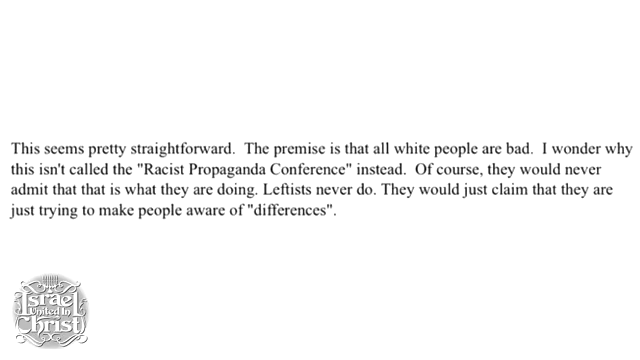 This seems pretty straightforward.  The premise is that all white people are bad.  I wonder why
this isn't called the "Racist Propaganda Conference" instead.  Of course, they would never
admit that that is what they are doing. Leftists never do. They would just claim that they are
just trying to make people aware of "differences".
Israel
United In
Christ